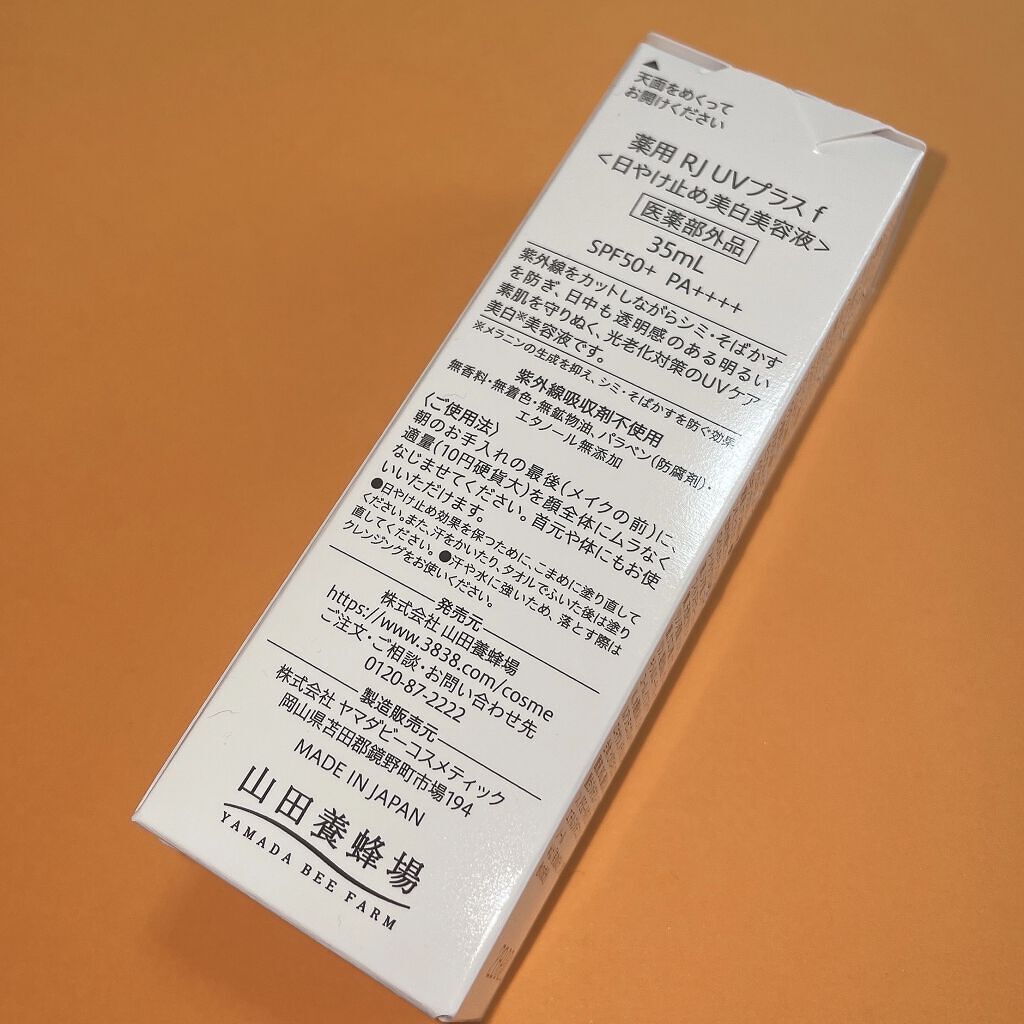 ▲
天面をめくって
お開けください
薬用 RJ UVプラス f
<日やけ止め美白美容液>
医薬部外品
35mL
SPF50+ PA++++
紫外線をカットしながらシミ・そばかす
を防ぎ、日中も透明感のある明るい
素肌を守りぬく、光老化対策のUVケア
美白※美容液です。
※メラニンの生成を抑え、シミ・そばかすを防ぐ効果
紫外線吸収剤不使用
無香料・無着色・無鉱物油、パラベン(防腐剤)・
エタノール無添加
〈ご使用法〉
朝のお手入れの最後(メイクの前)に、
適量(10円硬貨大)を顔全体にムラなく
なじませてください。首元や体にもお使
いいただけます。
●日やけ止め効果を保つために、こまめに塗り直して
ください。また、汗をかいたり、タオルでふいた後は塗り
直してください。●汗や水に強いため、落とす際は
クレンジングをお使いください。
発売元
株式会社 山田養蜂場
https://www.3838.com/cosme
ご注文・ご相談・お問い合わせ先
0120-87-2222
製造販売元
株式会社 ヤマダビーコスメティック
岡山県苫田郡鏡野町市場194
MADE IN JAPAN
山田養蜂場
YAMADA BEE FARM